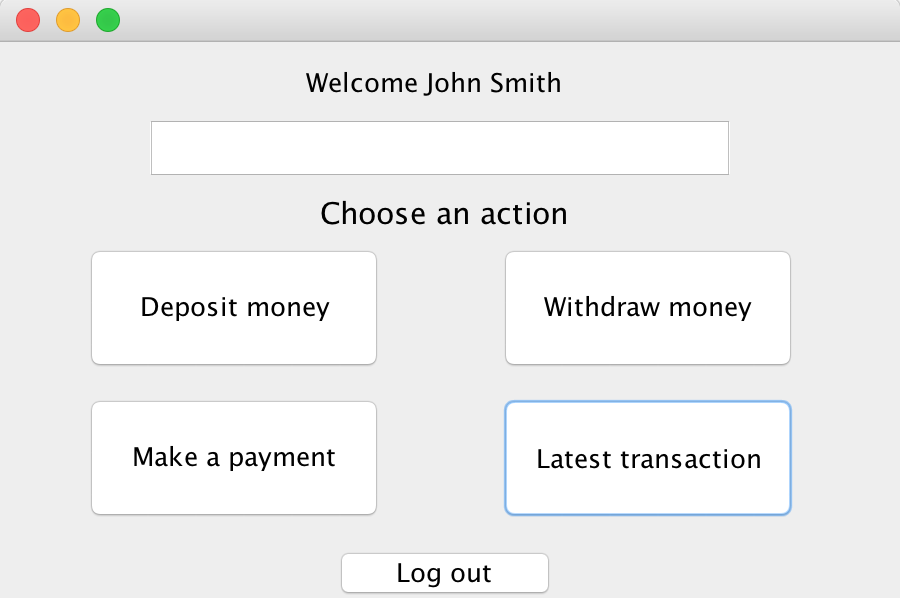 Welcome John Smith
Choose an action
Deposit money
Withdraw money
Make a payment
Latest transaction
Log out